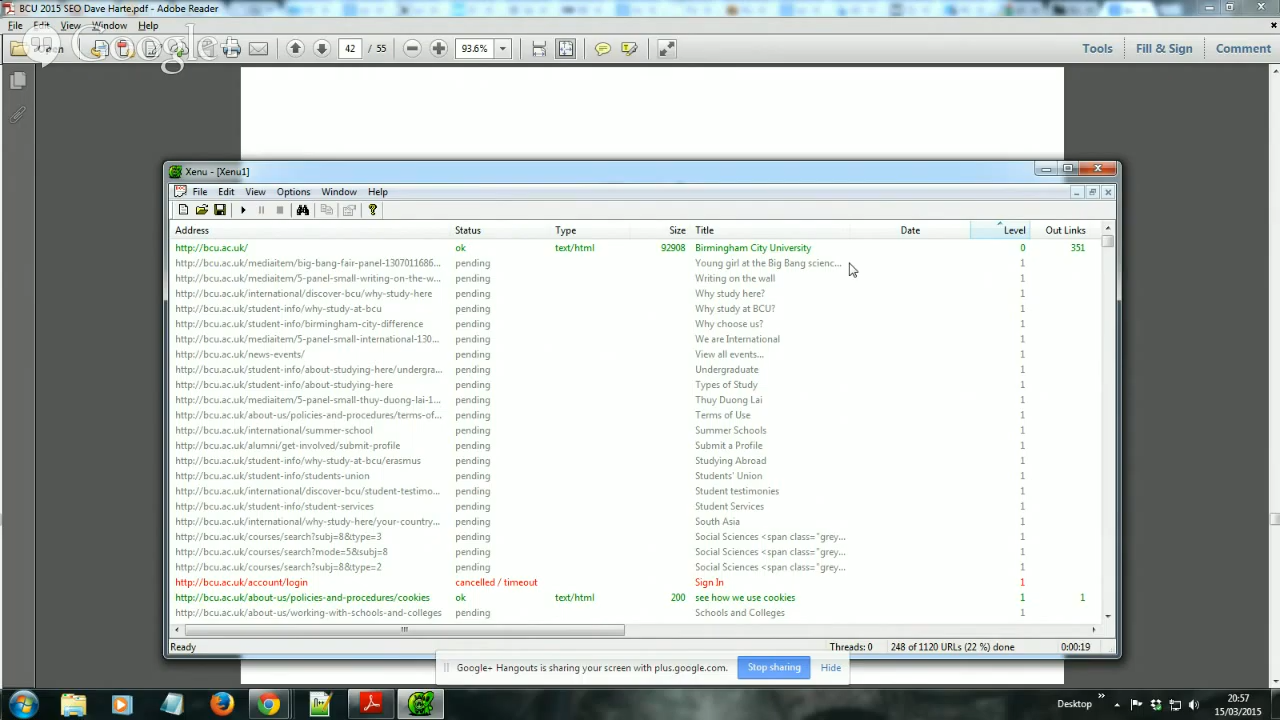 BCU 2015 SEO Dave Harte.pdf - Adobe Reader
File Edit View Window Help
Google
42 / 55 93.6% Tools Fill & Sign Comment
Xenu - [Xenu1]
File Edit View Options Window Help
Address Status Type Size Title Date Level Out Links
http://bcu.ac.uk/ ok text/html 92908 Birmingham City University 0 351
http://bcu.ac.uk/mediaitem/big-bang-fair-panel-1307011686... pending Young girl at the Big Bang scienc... 1
http://bcu.ac.uk/mediaitem/5-panel-small-writing-on-the-w... pending Writing on the wall 1
http://bcu.ac.uk/international/discover-bcu/why-study-here pending Why study here? 1
http://bcu.ac.uk/student-info/why-study-at-bcu pending Why study at BCU? 1
http://bcu.ac.uk/student-info/birmingham-city-difference pending Why choose us? 1
http://bcu.ac.uk/mediaitem/5-panel-small-international-130... pending We are International 1
http://bcu.ac.uk/news-events/ pending View all events... 1
http://bcu.ac.uk/student-info/about-studying-here/undergra... pending Undergraduate 1
http://bcu.ac.uk/student-info/about-studying-here pending Types of Study 1
http://bcu.ac.uk/mediaitem/5-panel-small-thuy-duong-lai-1... pending Thuy Duong Lai 1
http://bcu.ac.uk/about-us/policies-and-procedures/terms-of... pending Terms of Use 1
http://bcu.ac.uk/international/summer-school pending Summer Schools 1
http://bcu.ac.uk/alumni/get-involved/submit-profile pending Submit a Profile 1
http://bcu.ac.uk/student-info/why-study-at-bcu/erasmus pending Studying Abroad 1
http://bcu.ac.uk/student-info/students-union pending Students' Union 1
http://bcu.ac.uk/international/discover-bcu/student-testimo... pending Student testimonies 1
http://bcu.ac.uk/student-info/student-services pending Student Services 1
http://bcu.ac.uk/international/why-study-here/your-country... pending South Asia 1
http://bcu.ac.uk/courses/search?subj=8&type=3 pending Social Sciences <span class="grey... 1
http://bcu.ac.uk/courses/search?mode=5&subj=8 pending Social Sciences <span class="grey... 1
http://bcu.ac.uk/courses/search?subj=8&type=2 pending Social Sciences <span class="grey... 1
http://bcu.ac.uk/account/login cancelled / timeout Sign In 1
http://bcu.ac.uk/about-us/policies-and-procedures/cookies ok text/html 200 see how we use cookies 1 1
http://bcu.ac.uk/about-us/working-with-schools-and-colleges pending Schools and Colleges 1
Ready Threads: 0 248 of 1120 URLs (22 %) done 0:00:19
Google+ Hangouts is sharing your screen with plus.google.com. Stop sharing Hide
Desktop 20:57
15/03/2015